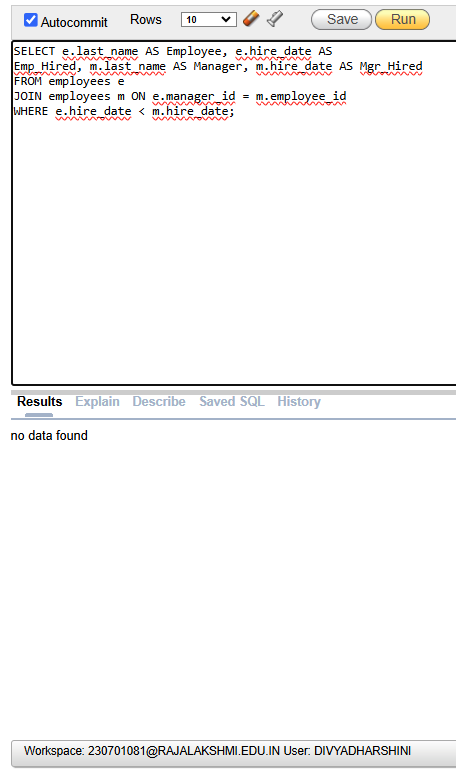 Autocommit Rows 10 Save Run
SELECT e.last_name AS Employee, e.hire_date AS
Emp_Hired, m.last_name AS Manager, m.hire_date AS Mgr_Hired
FROM employees e
JOIN employees m ON e.manager_id = m.employee_id
WHERE e.hire_date < m.hire_date;
Results Explain Describe Saved SQL History
no data found
Workspace: 230701081@RAJALAKSHMI.EDU.IN User: DIVYADHARSHINI